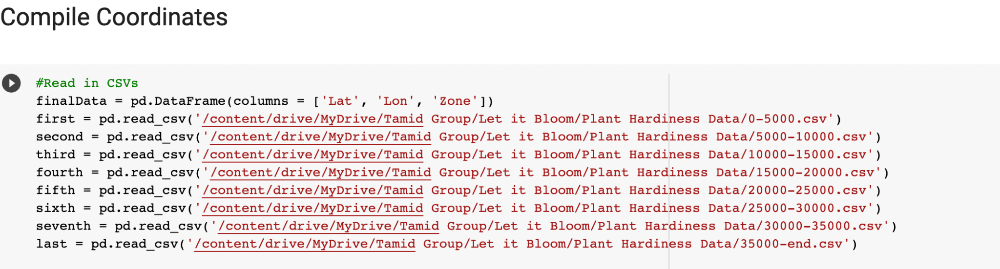 Compile Coordinates
#Read in CSVs
finalData = pd.DataFrame(columns = ['Lat', 'Lon', 'Zone'])
first = pd.read_csv('/content/drive/MyDrive/Tamid Group/Let it Bloom/Plant Hardiness Data/0-5000.csv')
second = pd.read_csv('/content/drive/MyDrive/Tamid Group/Let it Bloom/Plant Hardiness Data/5000-10000.csv')
third = pd.read_csv('/content/drive/MyDrive/Tamid Group/Let it Bloom/Plant Hardiness Data/10000-15000.csv')
fourth = pd.read_csv('/content/drive/MyDrive/Tamid Group/Let it Bloom/Plant Hardiness Data/15000-20000.csv')
fifth = pd.read_csv('/content/drive/MyDrive/Tamid Group/Let it Bloom/Plant Hardiness Data/20000-25000.csv')
sixth = pd.read_csv('/content/drive/MyDrive/Tamid Group/Let it Bloom/Plant Hardiness Data/25000-30000.csv')
seventh = pd.read_csv('/content/drive/MyDrive/Tamid Group/Let it Bloom/Plant Hardiness Data/30000-35000.csv')
last = pd.read_csv('/content/drive/MyDrive/Tamid Group/Let it Bloom/Plant Hardiness Data/35000-end.csv')